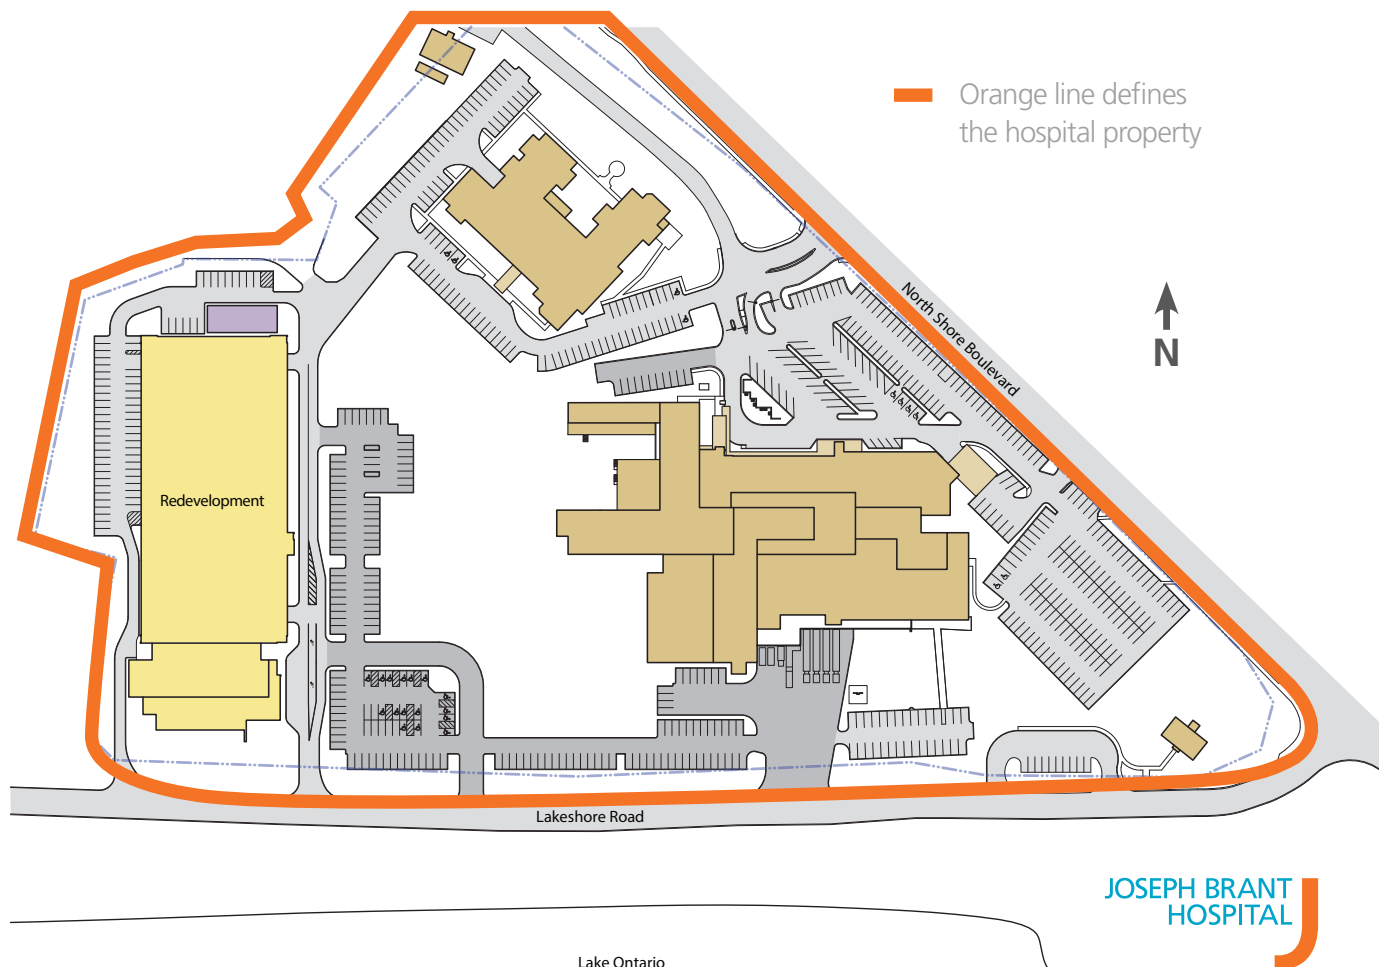 Orange line defines
the hospital property
North Shore Boulevard
N
Redevelopment
Lakeshore Road
JOSEPH BRANT
HOSPITAL
Lake Ontario